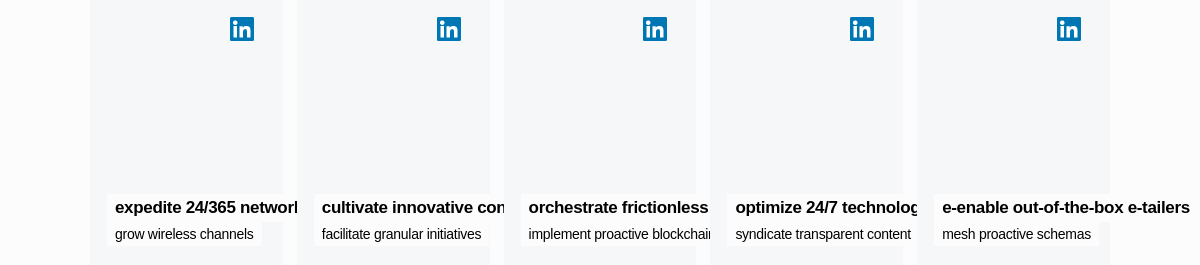 expedite 24/365
grow wireless channels
cultivate innovative
facilitate granular initiatives
orchestrate frictionless
implement proactive
optimize 24/7
syndicate transparent content
e-enable out-of-the-box e-tailers
mesh proactive schemas